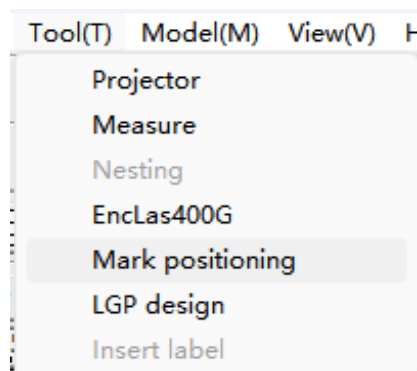 Tool(T) Model(M) View(V) H
Projector
Measure
Nesting
EncLas400G
Mark positioning
LGP design
Insert label